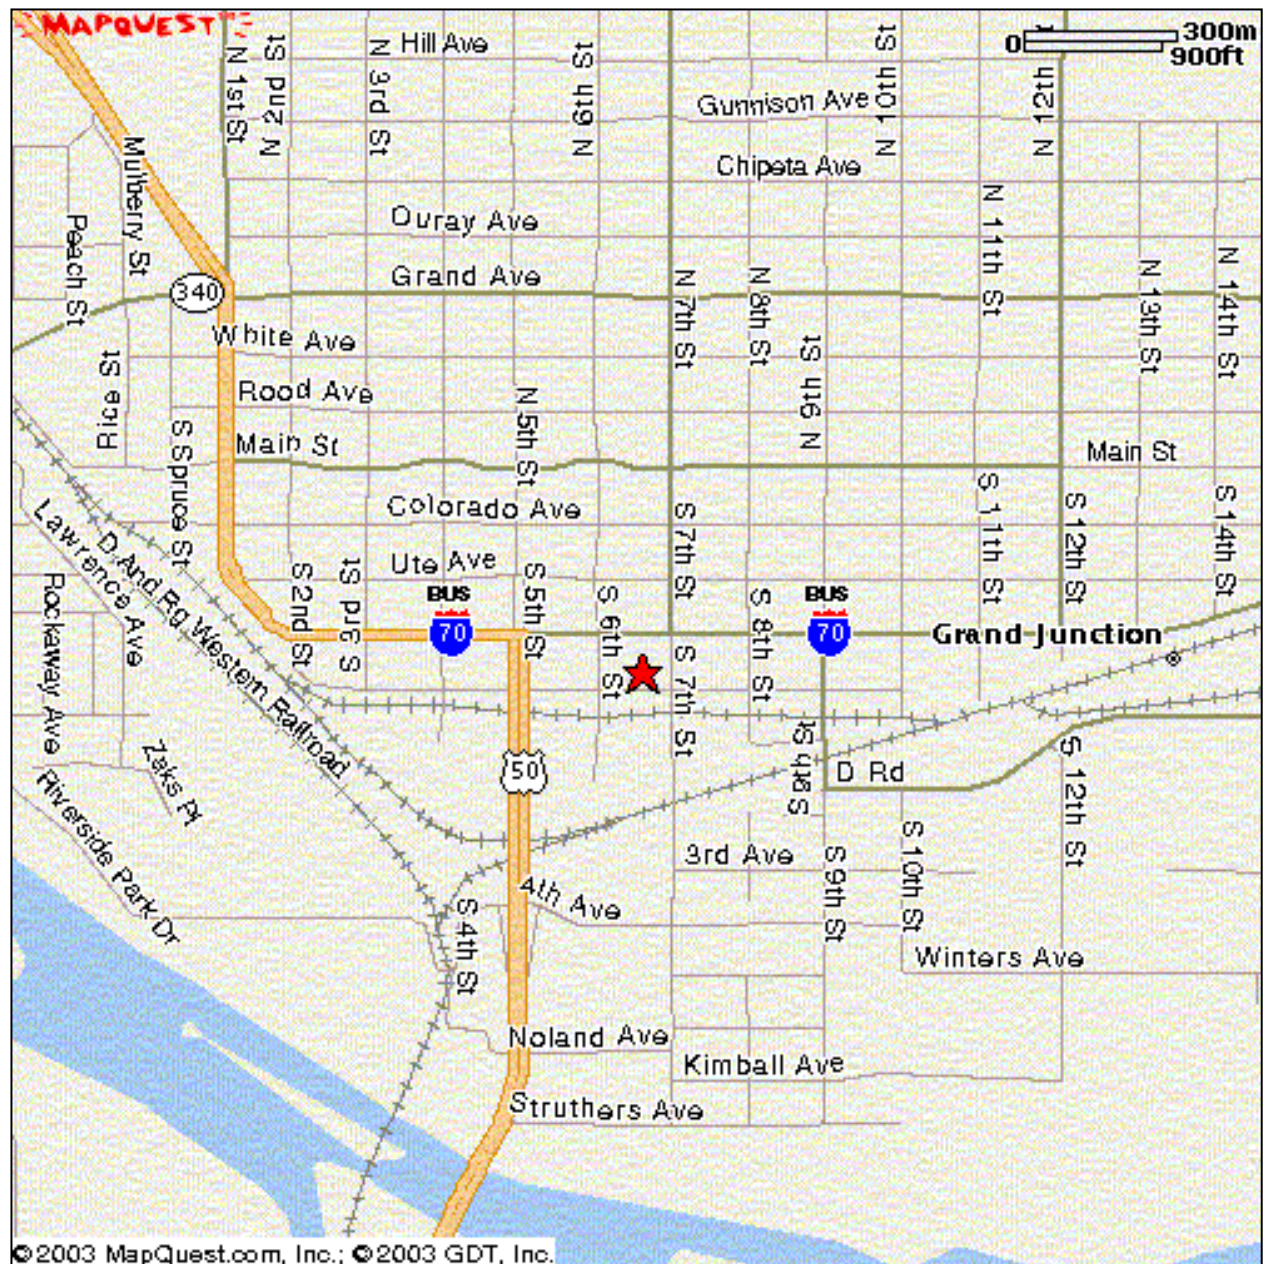 MAPQUEST
0 300m
900ft
Hill Ave
N 1st St
N 2nd St
N 3rd St
N 6th St
N 10th St
N 12th St
Gunnison Ave
Chipeta Ave
Mulberry St
Peach St
Ouray Ave
N 11th St
Grand Ave
N 7th St
N 8th St
N 13th St
N 14th St
340
White Ave
Rice St
Rood Ave
N 5th St
N 9th St
Main St
Main St
S Spruce St
Colorado Ave
S 7th St
S 11th St
S 12th St
S 14th St
Lawrence Ave
D And Rg Western Railroad
Ute Ave
Rockaway Ave
S 2nd St
S 3rd St
BUS
70
S 5th St
S 6th St
S 8th St
BUS
70
Grand Junction
S 7th St
Zaks Pl
50
S 9th St
D Rd
S 12th St
Riverside Park Dr
3rd Ave
S 9th St
S 10th St
4th Ave
S 4th St
Winters Ave
Noland Ave
Kimball Ave
Struthers Ave
©2003 MapQuest.com, Inc.; ©2003 GDT, Inc.